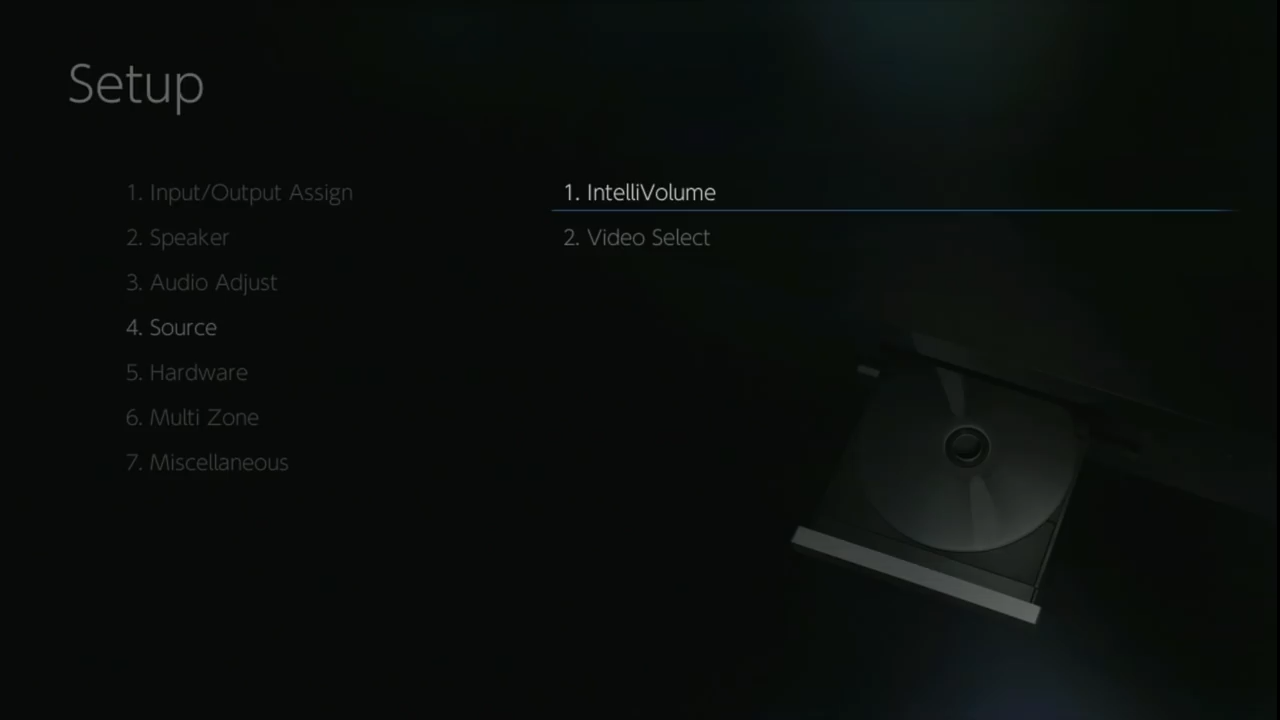 Setup
1. Input/Output Assign
2. Speaker
3. Audio Adjust
4. Source
5. Hardware
6. Multi Zone
7. Miscellaneous
1. IntelliVolume
2. Video Select